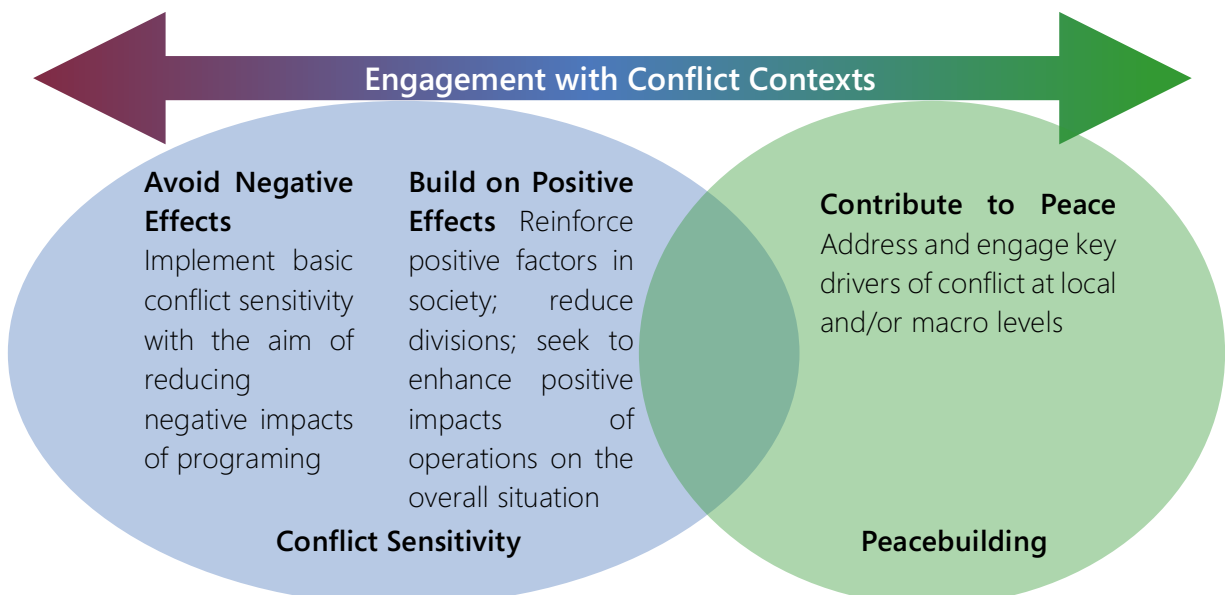 Engagement with Conflict Contexts
Avoid Negative
Effects
Implement basic
conflict sensitivity
with the aim of
reducing
negative impacts
of programing
Build on Positive
Effects Reinforce
positive factors in
society; reduce
divisions; seek to
enhance positive
impacts of
operations on the
overall situation
Conflict Sensitivity
Contribute to Peace
Address and engage key
drivers of conflict at local
and/or macro levels
Peacebuilding